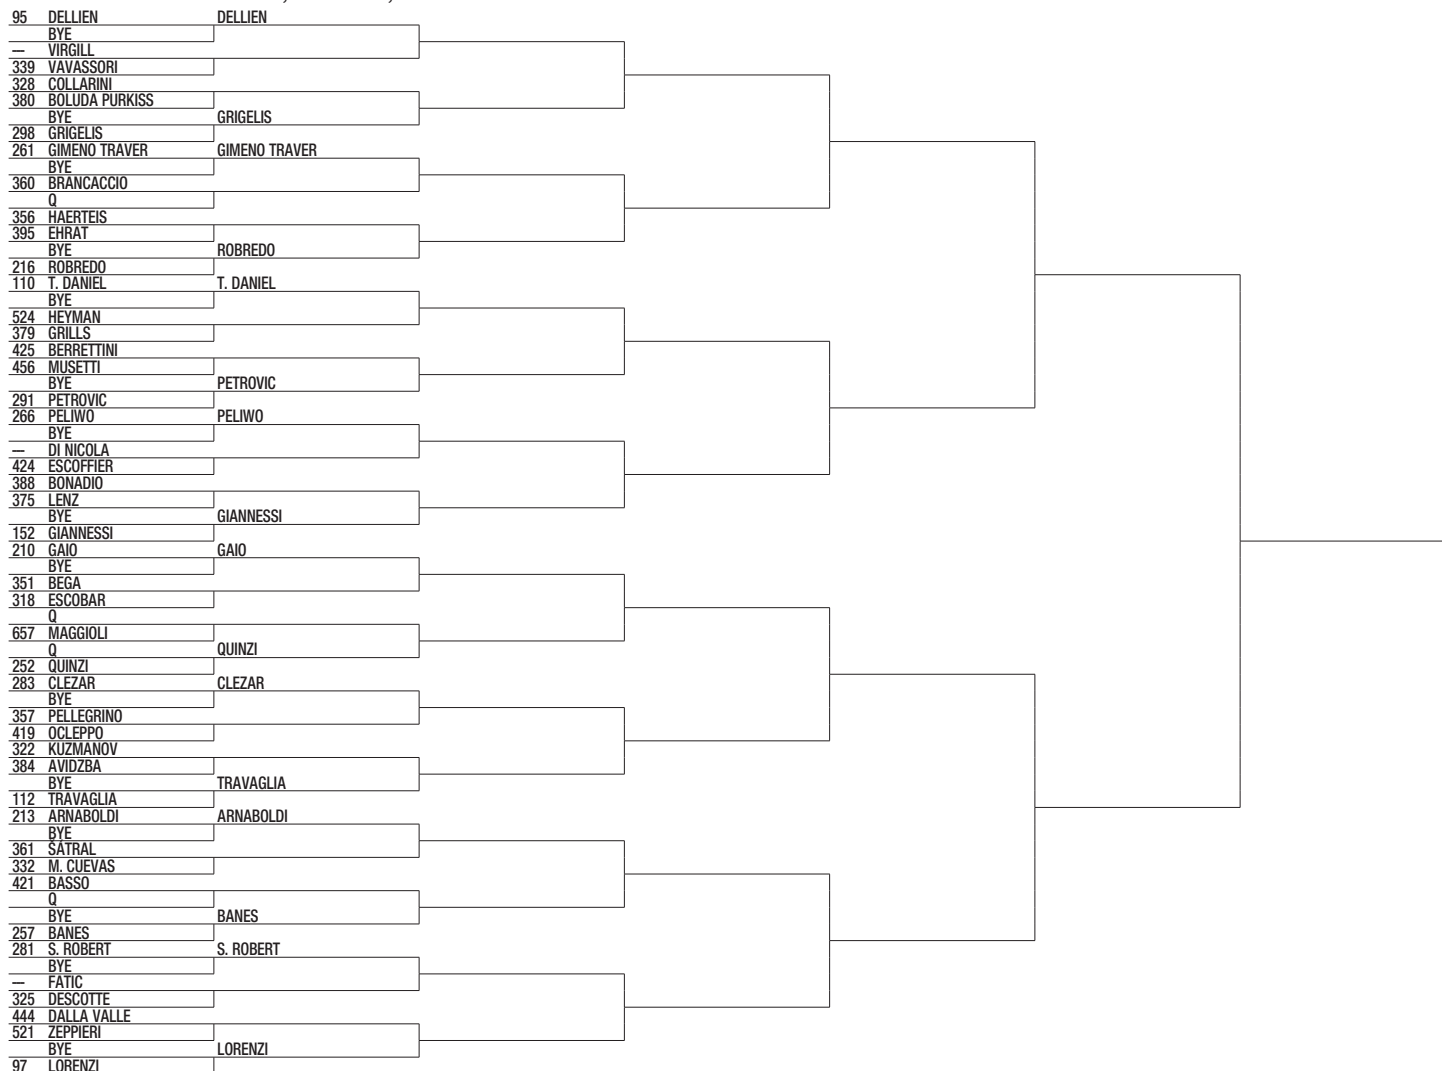 95 DELLIEN DELLIEN
BYE
— VIRGILL
339 VAVASSORI
328 COLLARINI
380 BOLUDA PURKISS
BYE GRIGELIS
298 GRIGELIS
261 GIMENO TRAVER GIMENO TRAVER
BYE
360 BRANCACCIO
Q
356 HAERTEIS
395 EHRAT
BYE ROBREDO
216 ROBREDO
110 T. DANIEL T. DANIEL
BYE
524 HEYMAN
379 GRILLS
425 BERRETTINI
456 MUSETTI
BYE PETROVIC
291 PETROVIC
266 PELIWO PELIWO
BYE
— DI NICOLA
424 ESCOFFIER
388 BONADIO
375 LENZ
BYE GIANNESSI
152 GIANNESSI
210 GAIO GAIO
BYE
351 BEGA
318 ESCOBAR
Q
657 MAGGIOLI
Q QUINZI
252 QUINZI
283 CLEZAR CLEZAR
BYE
357 PELLEGRINO
419 OCLEPPO
322 KUZMANOV
384 AVIDZBA
BYE TRAVAGLIA
112 TRAVAGLIA
213 ARNABOLDI ARNABOLDI
BYE
361 ŠÁTRAL
332 M. CUEVAS
421 BASSO
Q
BYE BANES
257 BANES
281 S. ROBERT S. ROBERT
BYE
— FATIC
325 DESCOTTE
444 DALLA VALLE
521 ZEPPIERI
BYE LORENZI
97 LORENZI